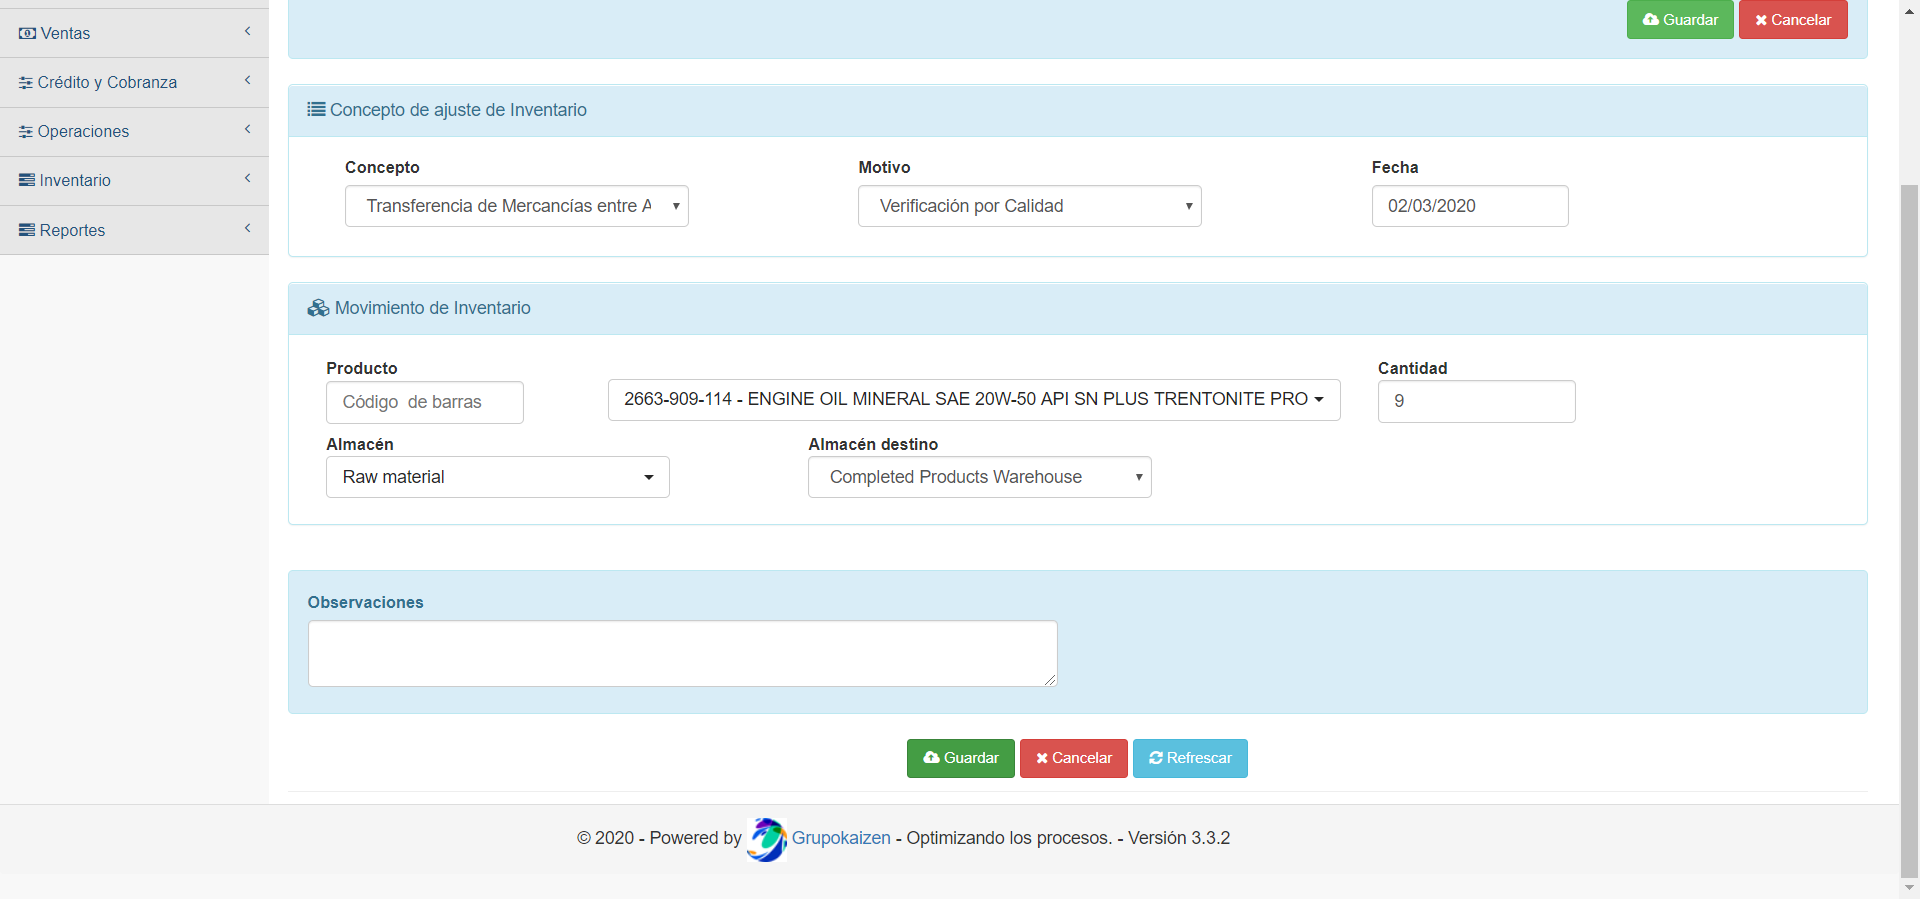 Ventas
Crédito y Cobranza
Operaciones
Inventario
Reportes
Guardar Cancelar
Concepto de ajuste de Inventario
Concepto Motivo Fecha
Transferencia de Mercancías entre A Verificación por Calidad 02/03/2020
Movimiento de Inventario
Producto Cantidad
Código de barras 2663-909-114 - ENGINE OIL MINERAL SAE 20W-50 API SN PLUS TRENTONITE PRO 9
Almacén Almacén destino
Raw material Completed Products Warehouse
Observaciones
Guardar Cancelar Refrescar
© 2020 - Powered by Grupokaizen - Optimizando los procesos. - Versión 3.3.2